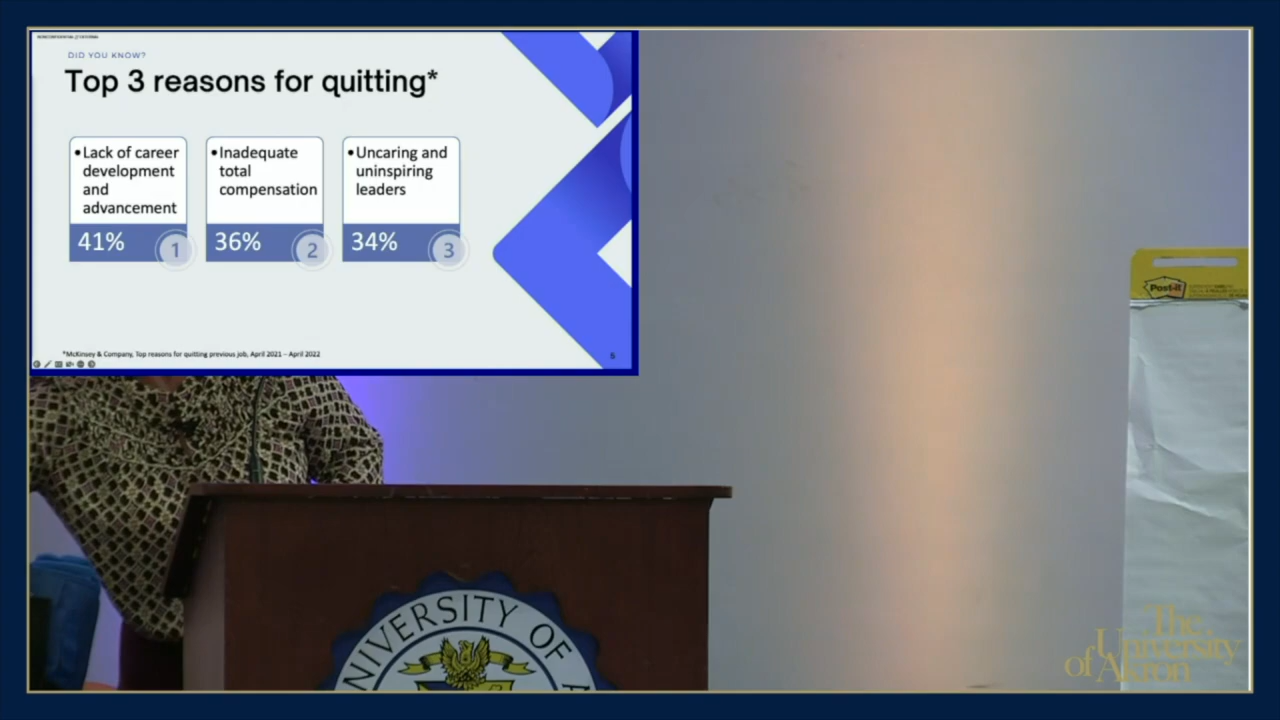 DID YOU KNOW?
Top 3 reasons for quitting*
•Lack of career
development
and
advancement
41%
1
•Inadequate
total
compensation
36%
2
•Uncaring and
uninspiring
leaders
34%
3
*McKinsey & Company, Top reasons for quitting previous job, April 2021 – April 2022
6
Post-it
NIVERSITY OF A
The
University
of Akron